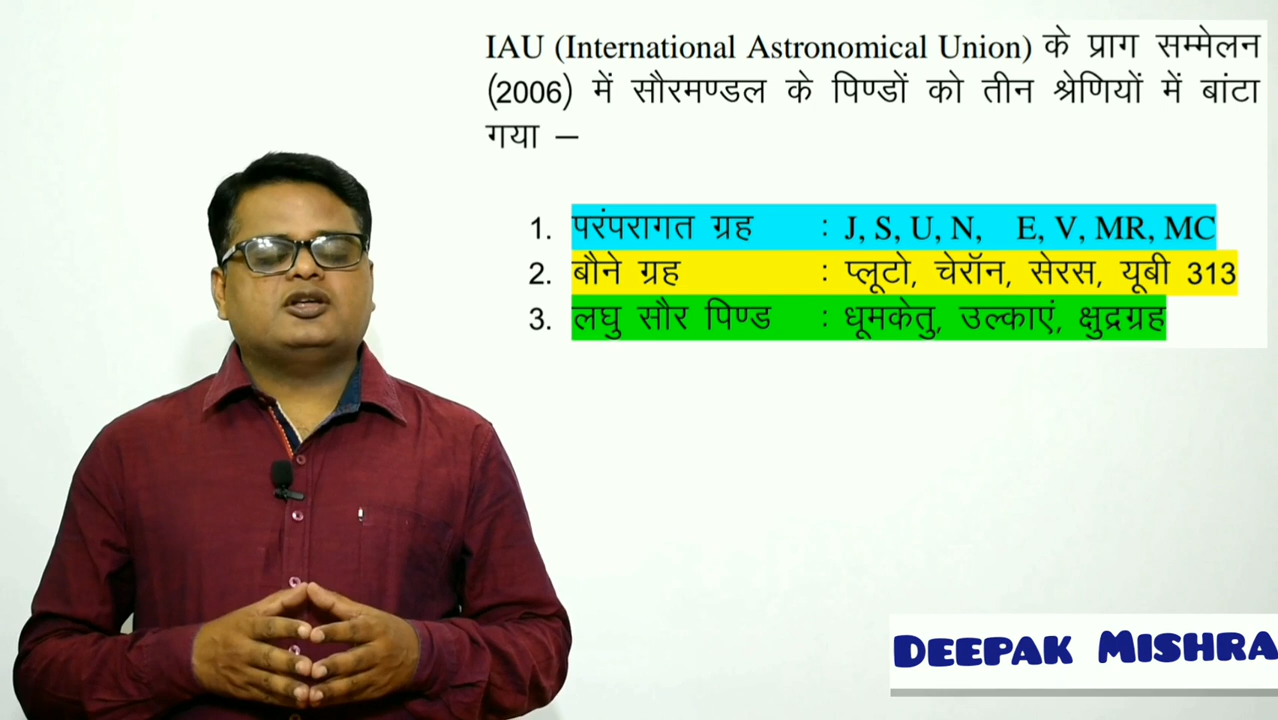 IAU (International Astronomical Union) के प्राग सम्मेलन
(2006) में सौरमण्डल के पिण्डों को तीन श्रेणियों में बांटा
गया –
1. परंपरागत ग्रह : J, S, U, N, E, V, MR, MC
2. बौने ग्रह : प्लूटो, चेरॉन, सेरस, यूबी 313
3. लघु सौर पिण्ड : धूमकेतु, उल्काएं, क्षुद्रग्रह
DEEPAK MISHRA